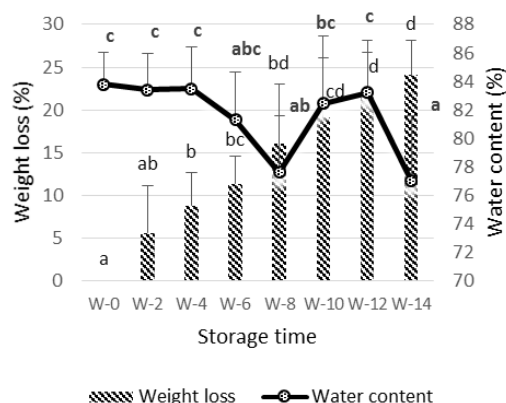 30 88
25 86
20 84
15 82
10 80
5 78
0 76
74
72
70
Weight loss (%)
Water content (%)
c c c abc bd bc c d
ab b bc ab cd d a
a
W-0 W-2 W-4 W-6 W-8 W-10 W-12 W-14
Storage time
Weight loss Water content